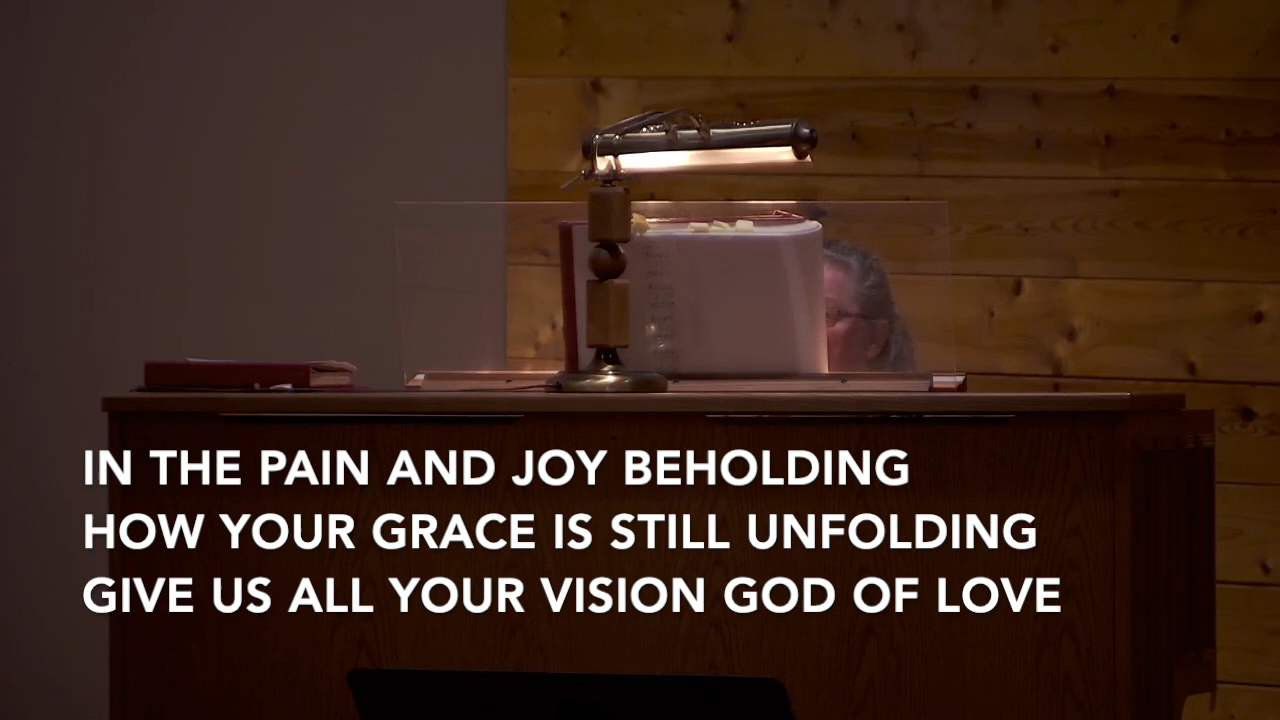 IN THE PAIN AND JOY BEHOLDING
HOW YOUR GRACE IS STILL UNFOLDING
GIVE US ALL YOUR VISION GOD OF LOVE